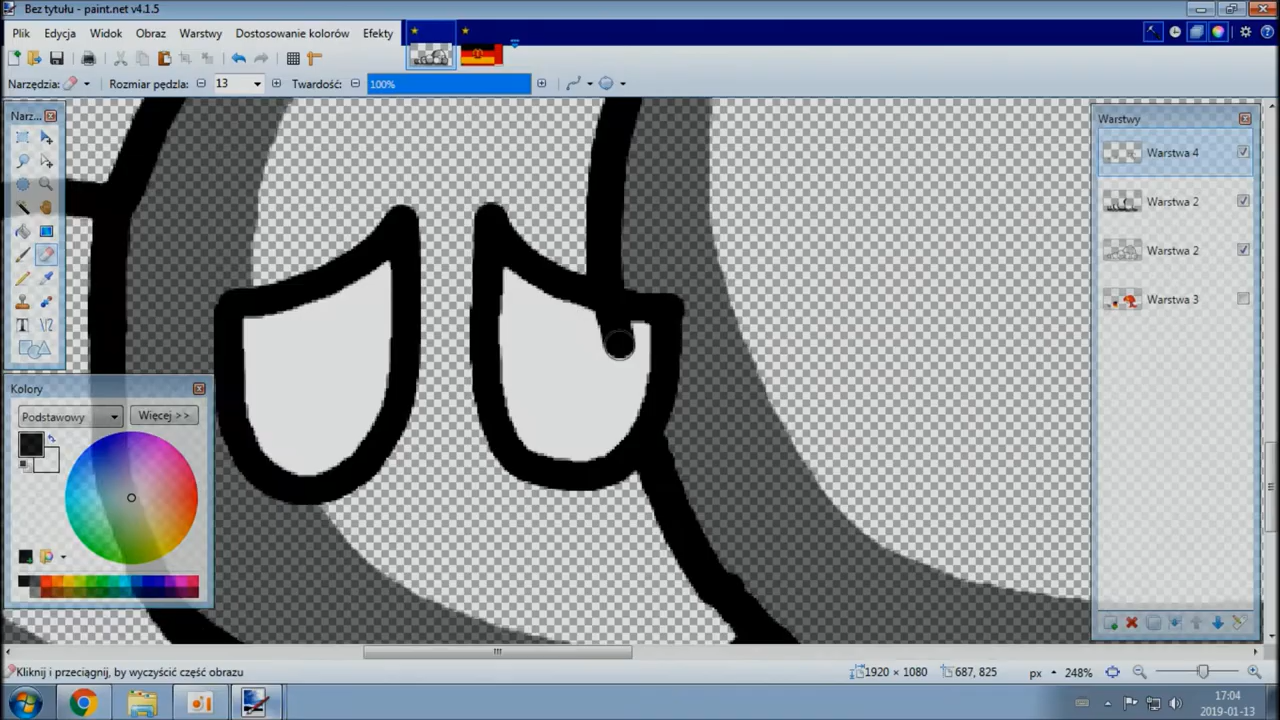 Bez tytułu - paint.net v4.1.5
Plik Edycja Widok Obraz Warstwy Dostosowanie kolorów Efekty
Narzędzia: Rozmiar pędzla: 13 Twardość: 100%
Narz...
Warstwy
Warstwa 4
Warstwa 2
Warstwa 2
Warstwa 3
Kolory
Podstawowy Więcej >>
Kliknij i przeciągnij, by wyczyścić część obrazu 1920 × 1080 687, 825 px 248%
17:04
2019-01-13